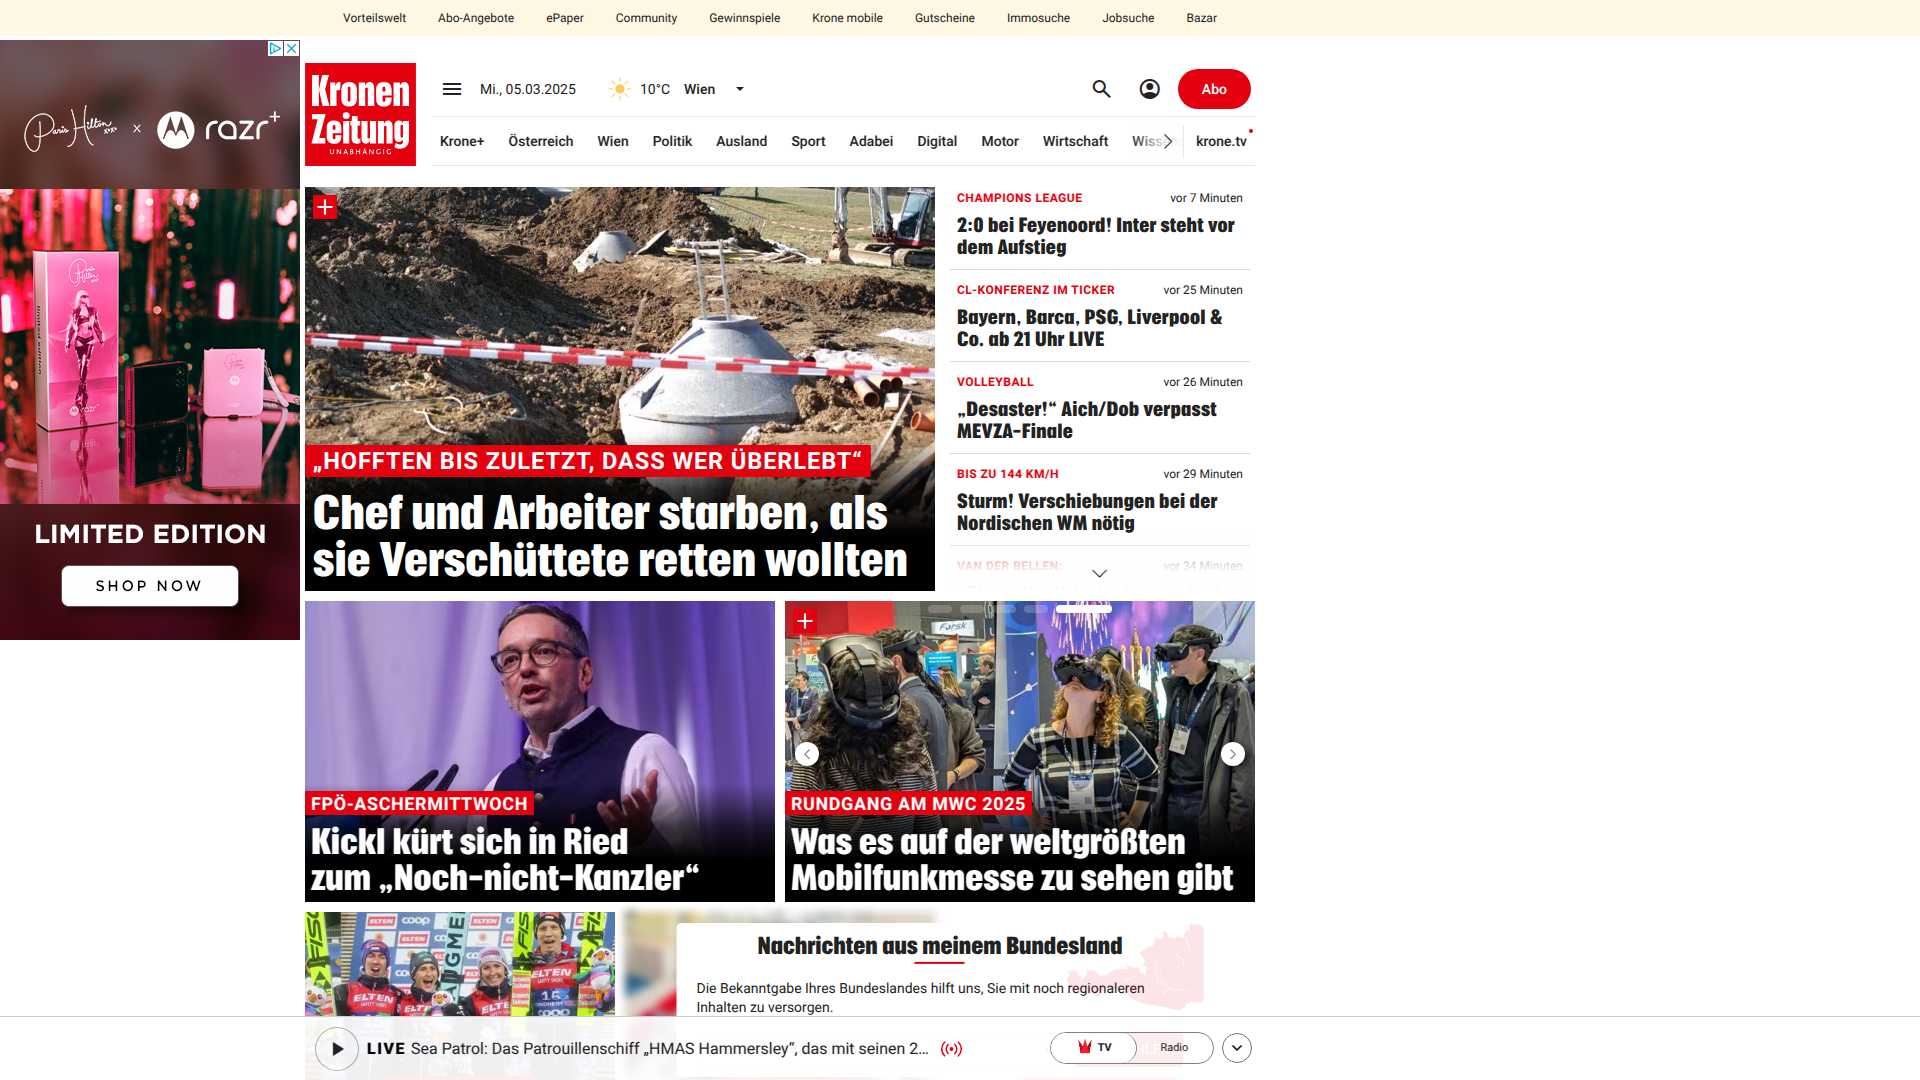 Vorteilswelt
Abo-Angebote
ePaper
Community
Gewinnspiele
Krone mobile
Gutscheine
Immosuche
Jobsuche
Bazar
Paris Hilton x razr+
LIMITED EDITION
SHOP NOW
Kronen
Zeitung
UNABHÄNGIG
Mi., 05.03.2025
10°C Wien
Abo
Krone+
Österreich
Wien
Politik
Ausland
Sport
Adabei
Digital
Motor
Wirtschaft
krone.tv
„HOFFTEN BIS ZULETZT, DASS WER ÜBERLEBT“
Chef und Arbeiter starben, als
sie Verschüttete retten wollten
CHAMPIONS LEAGUE vor 7 Minuten
2:0 bei Feyenoord! Inter steht vor
dem Aufstieg
CL-KONFERENZ IM TICKER vor 25 Minuten
Bayern, Barca, PSG, Liverpool &
Co. ab 21 Uhr LIVE
VOLLEYBALL vor 26 Minuten
„Desaster!“ Aich/Dob verpasst
MEVZA-Finale
BIS ZU 144 KM/H vor 29 Minuten
Sturm! Verschiebungen bei der
Nordischen WM nötig
VAN DER BELLEN: vor 34 Minuten
FPÖ-ASCHERMITTWOCH
Kickl kürt sich in Ried
zum „Noch-nicht-Kanzler“
Forsk
RUNDGANG AM MWC 2025
Was es auf der weltgrößten
Mobilfunkmesse zu sehen gibt
ELTEN coop ELTEN
FIS
ELTEN
ELTEN
15
Nachrichten aus meinem Bundesland
Die Bekanntgabe Ihres Bundeslandes hilft uns, Sie mit noch regionaleren
Inhalten zu versorgen.
LIVE Sea Patrol: Das Patrouillenschiff „HMAS Hammersley“, das mit seinen 2…
TV
Radio